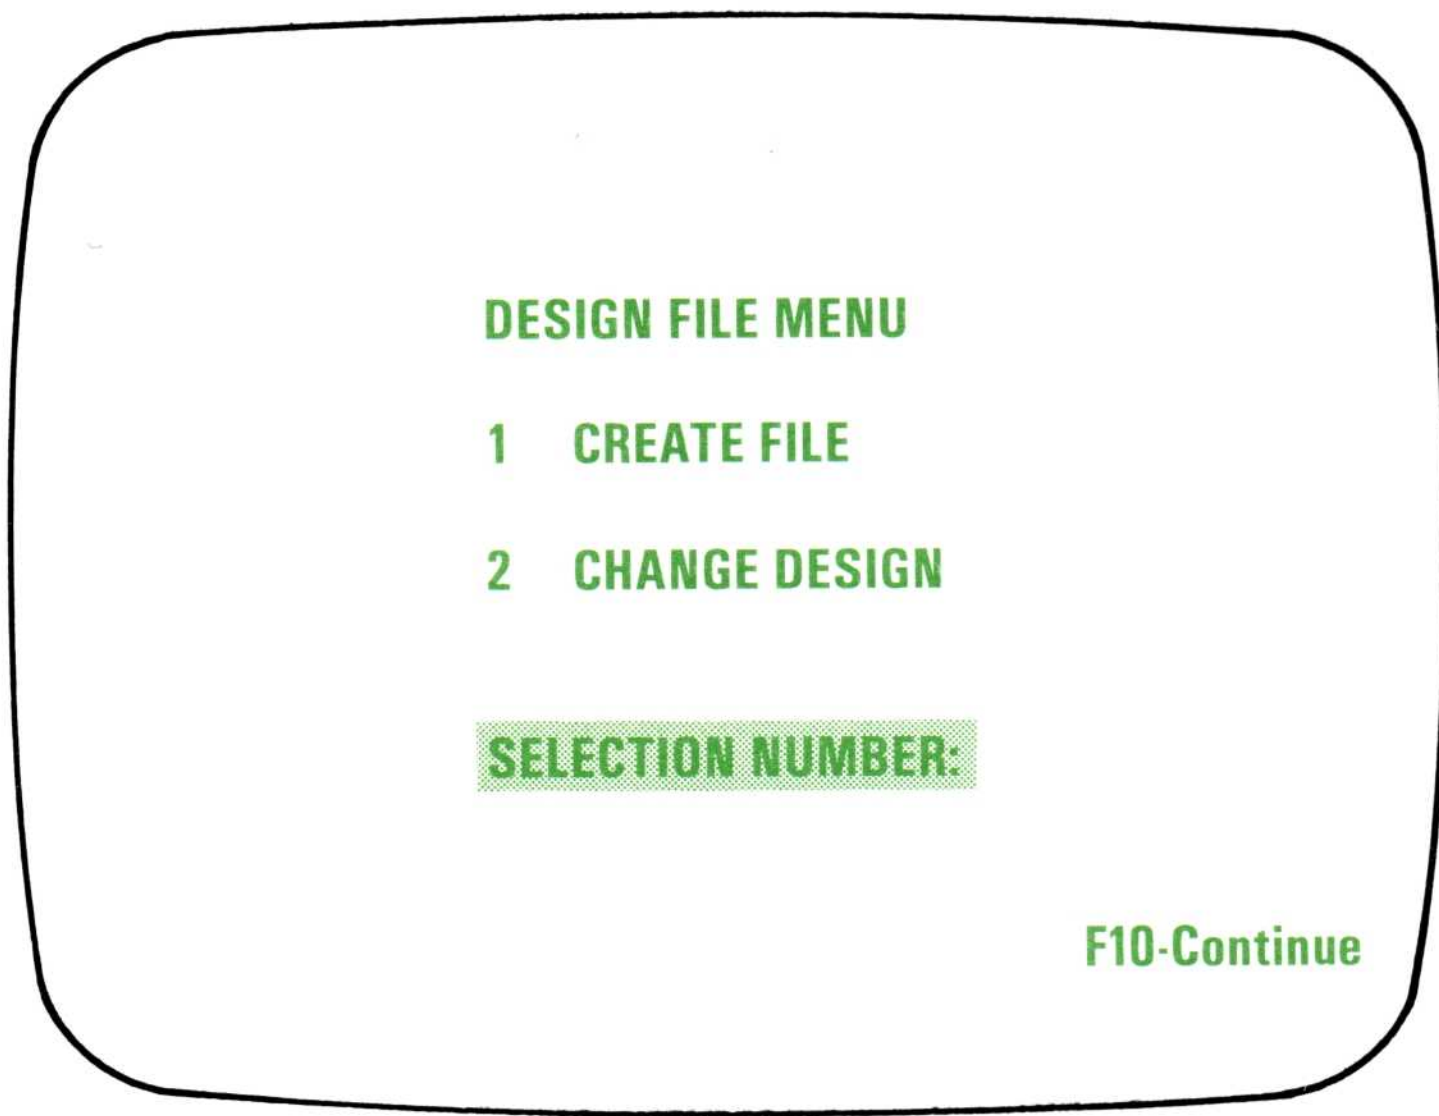 DESIGN FILE MENU
1 CREATE FILE
2 CHANGE DESIGN
SELECTION NUMBER:
F10-Continue